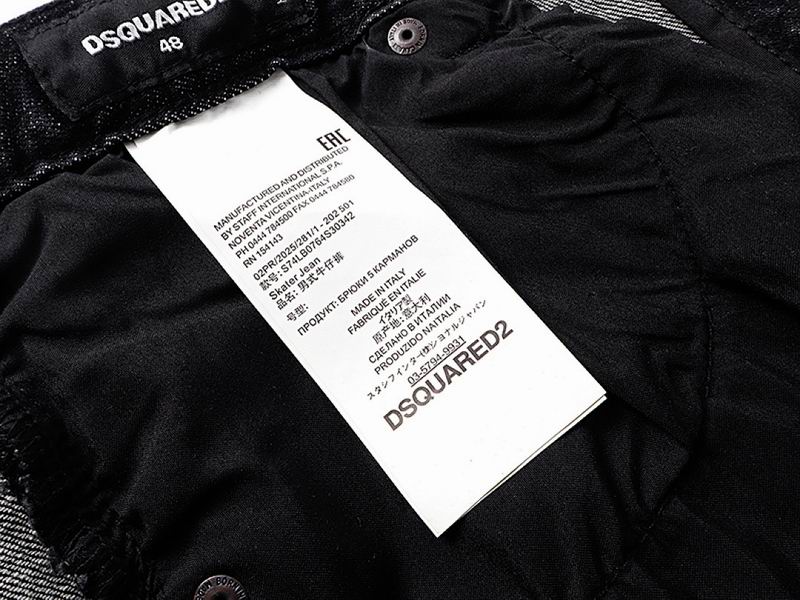 DSQUARED2
48
EAC
MANUFACTURED AND DISTRIBUTED
BY STAFF INTERNATIONAL S.P.A.
NOVENTA VICENTINA-ITALY
PH 0444 784500 FAX 0444 784580
RN 154143
02PR/2025/281/1 - 202 501
款号: S74LB0764S30342
Skater Jean
品名: 男式牛仔裤
号型:
ПРОДУКТ: БРЮКИ 5 КАРМАНОВ
MADE IN ITALY
FABRIQUÉ EN ITALIE
イタリア製
原产地: 意大利
СДЕЛАНО В ИТАЛИИ
PRODUZIDO NA ITALIA
スタッフインターナショナルジャパン
03-5794-9931
DSQUARED2